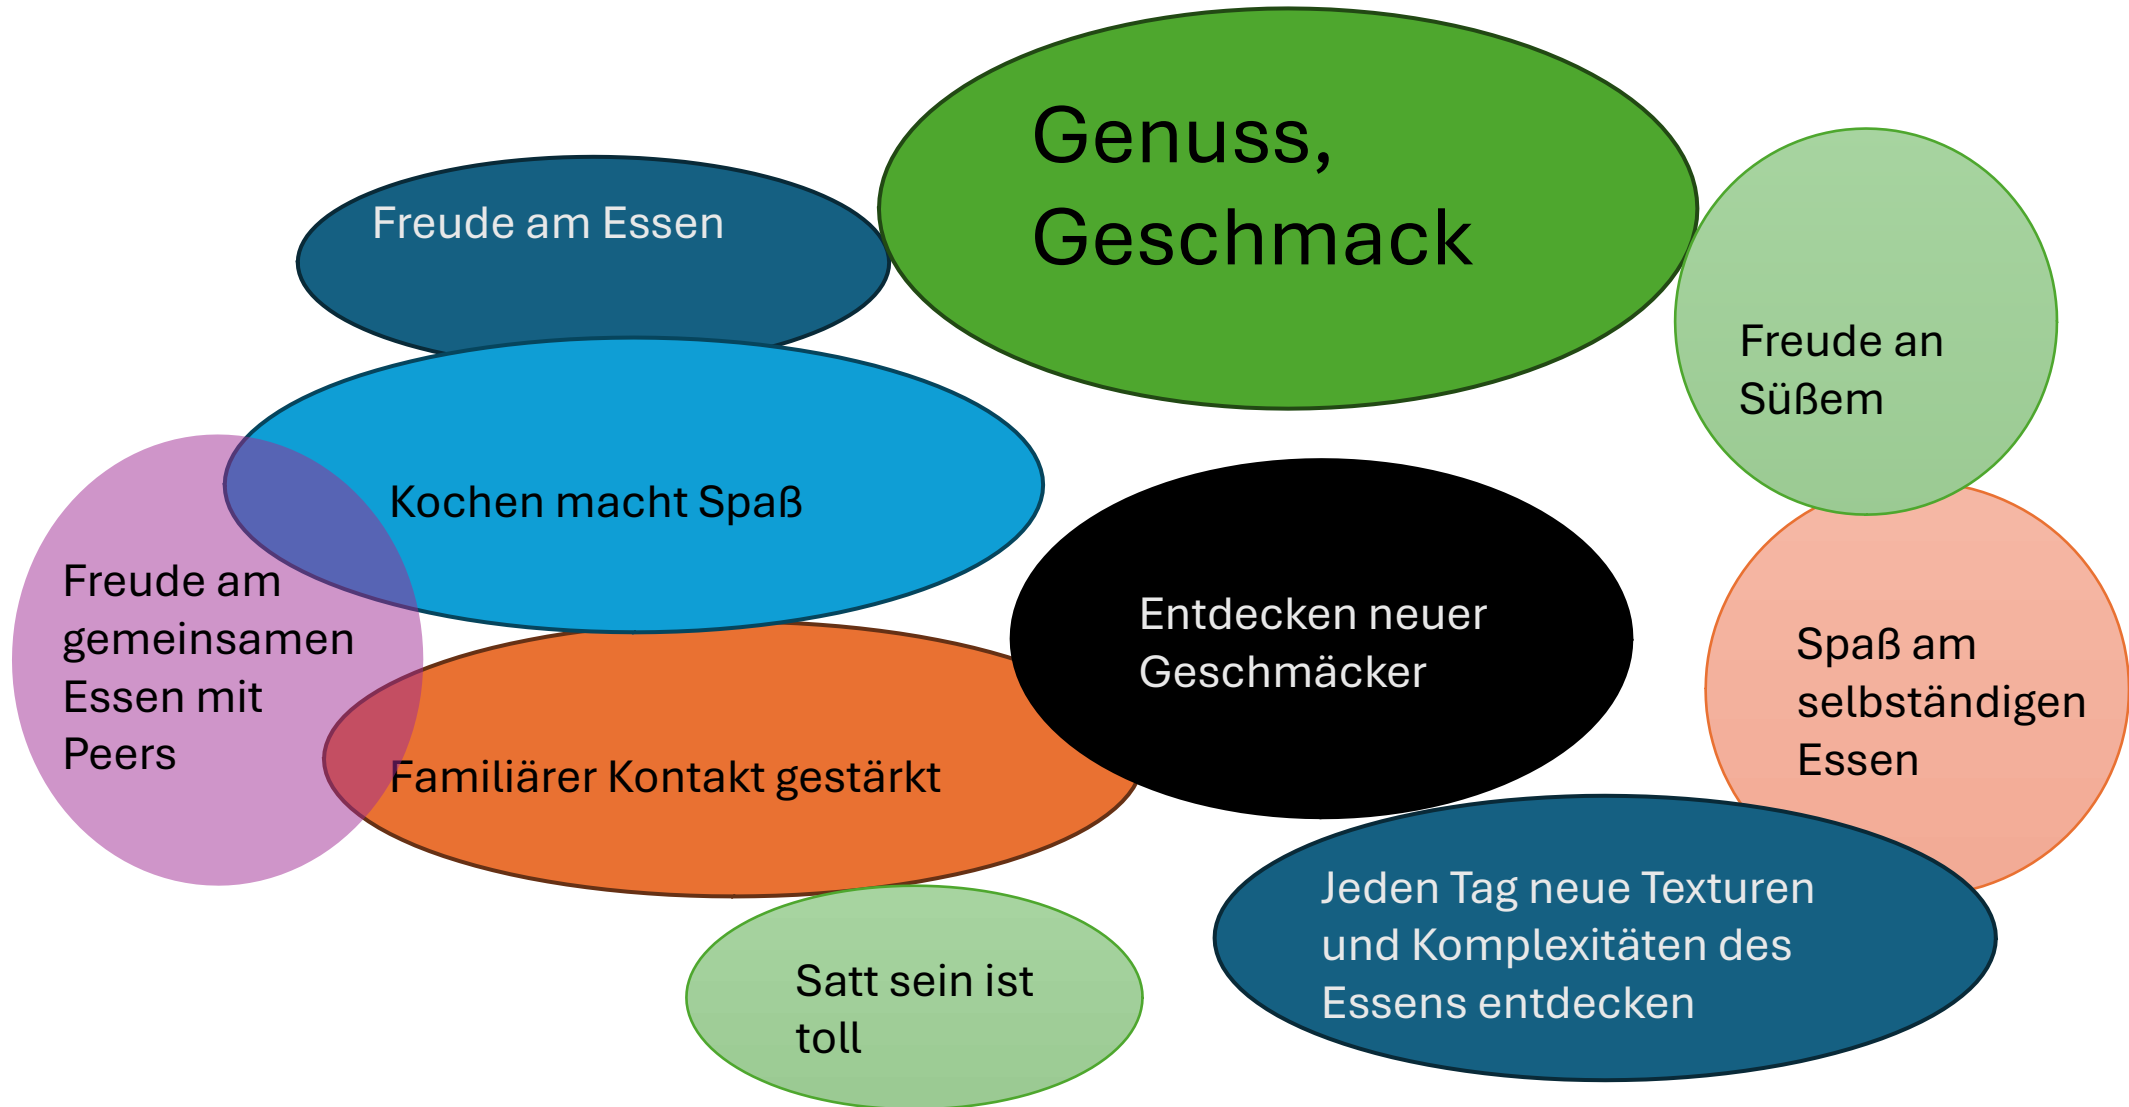 Genuss,
Geschmack
Freude am Essen
Freude an
Süßem
Kochen macht Spaß
Freude am
gemeinsamen
Essen mit
Peers
Entdecken neuer
Geschmäcker
Spaß am
selbständigen
Essen
Familiärer Kontakt gestärkt
Jeden Tag neue Texturen
und Komplexitäten des
Essens entdecken
Satt sein ist
toll